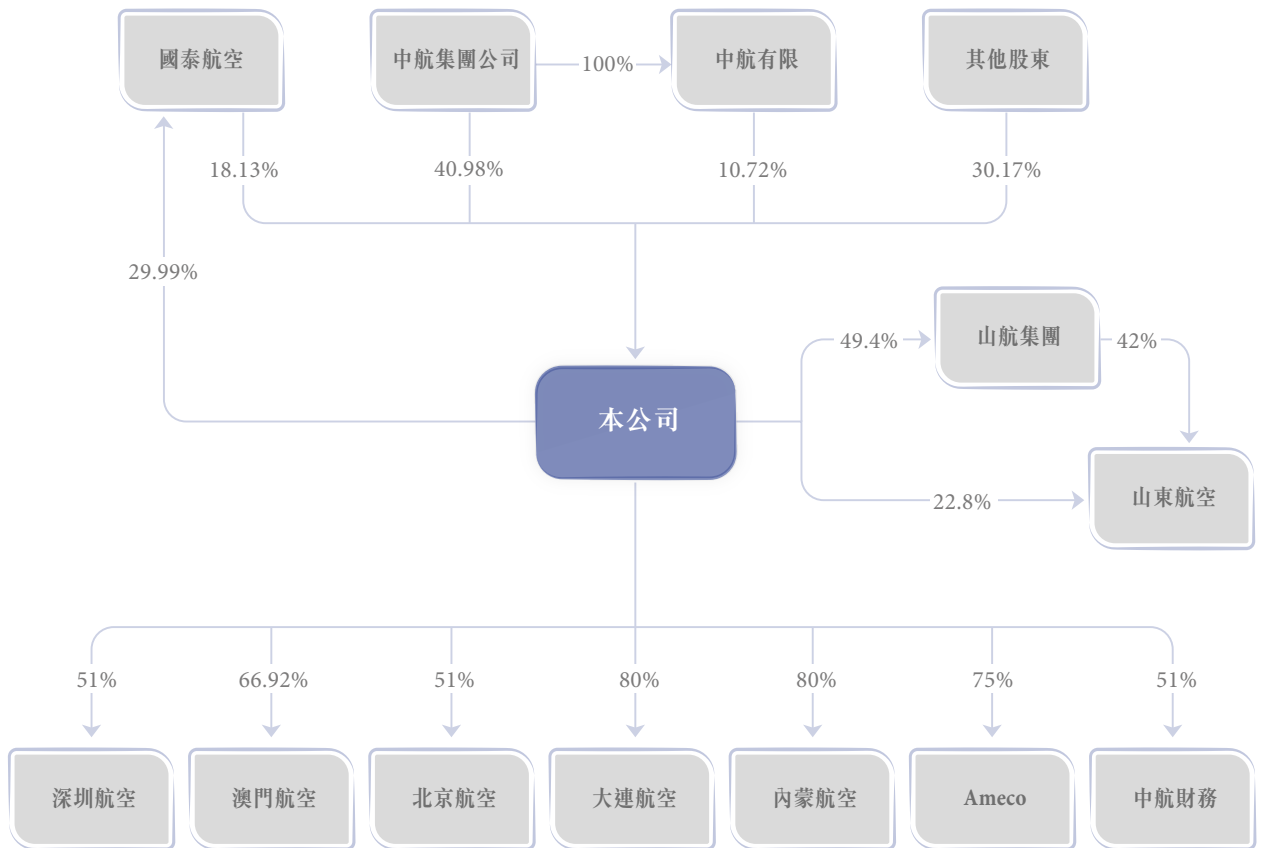 國泰航空
中航集團公司
100%
中航有限
其他股東
18.13%
40.98%
10.72%
30.17%
29.99%
49.4%
山航集團
42%
本公司
22.8%
山東航空
51%
66.92%
51%
80%
80%
75%
51%
深圳航空
澳門航空
北京航空
大連航空
內蒙航空
Ameco
中航財務